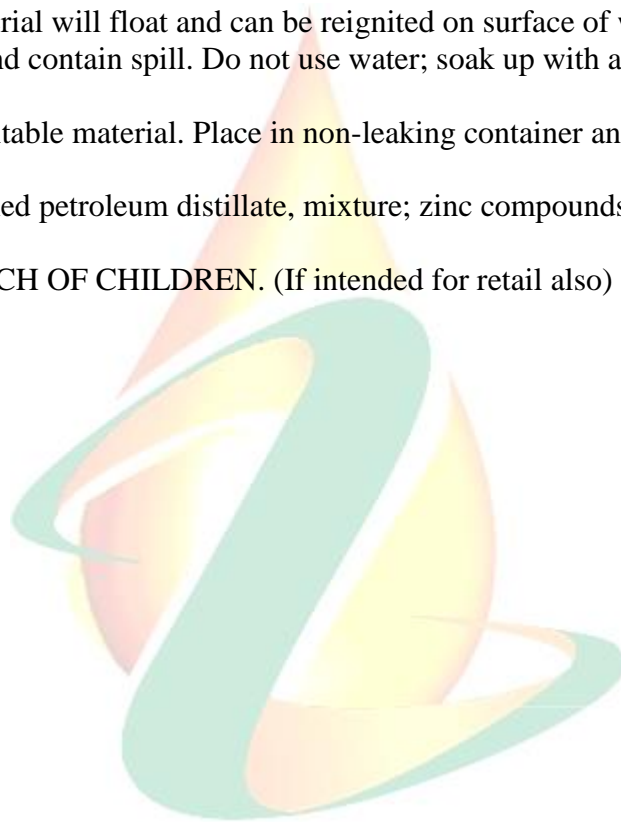 rial will float and can be reignited on surface of
nd contain spill. Do not use water; soak up with a
table material. Place in non-leaking container an
ed petroleum distillate, mixture; zinc compounds
CH OF CHILDREN. (If intended for retail also)